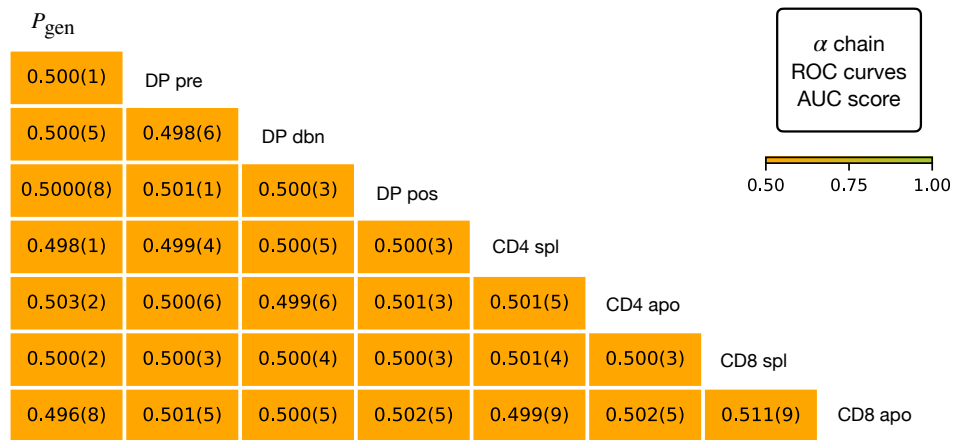 P_gen
α chain
ROC curves
AUC score
0.50 0.75 1.00
0.500(1) DP pre
0.500(5) 0.498(6) DP dbn
0.5000(8) 0.501(1) 0.500(3) DP pos
0.498(1) 0.499(4) 0.500(5) 0.500(3) CD4 spl
0.503(2) 0.500(6) 0.499(6) 0.501(3) 0.501(5) CD4 apo
0.500(2) 0.500(3) 0.500(4) 0.500(3) 0.501(4) 0.500(3) CD8 spl
0.496(8) 0.501(5) 0.500(5) 0.502(5) 0.499(9) 0.502(5) 0.511(9) CD8 apo